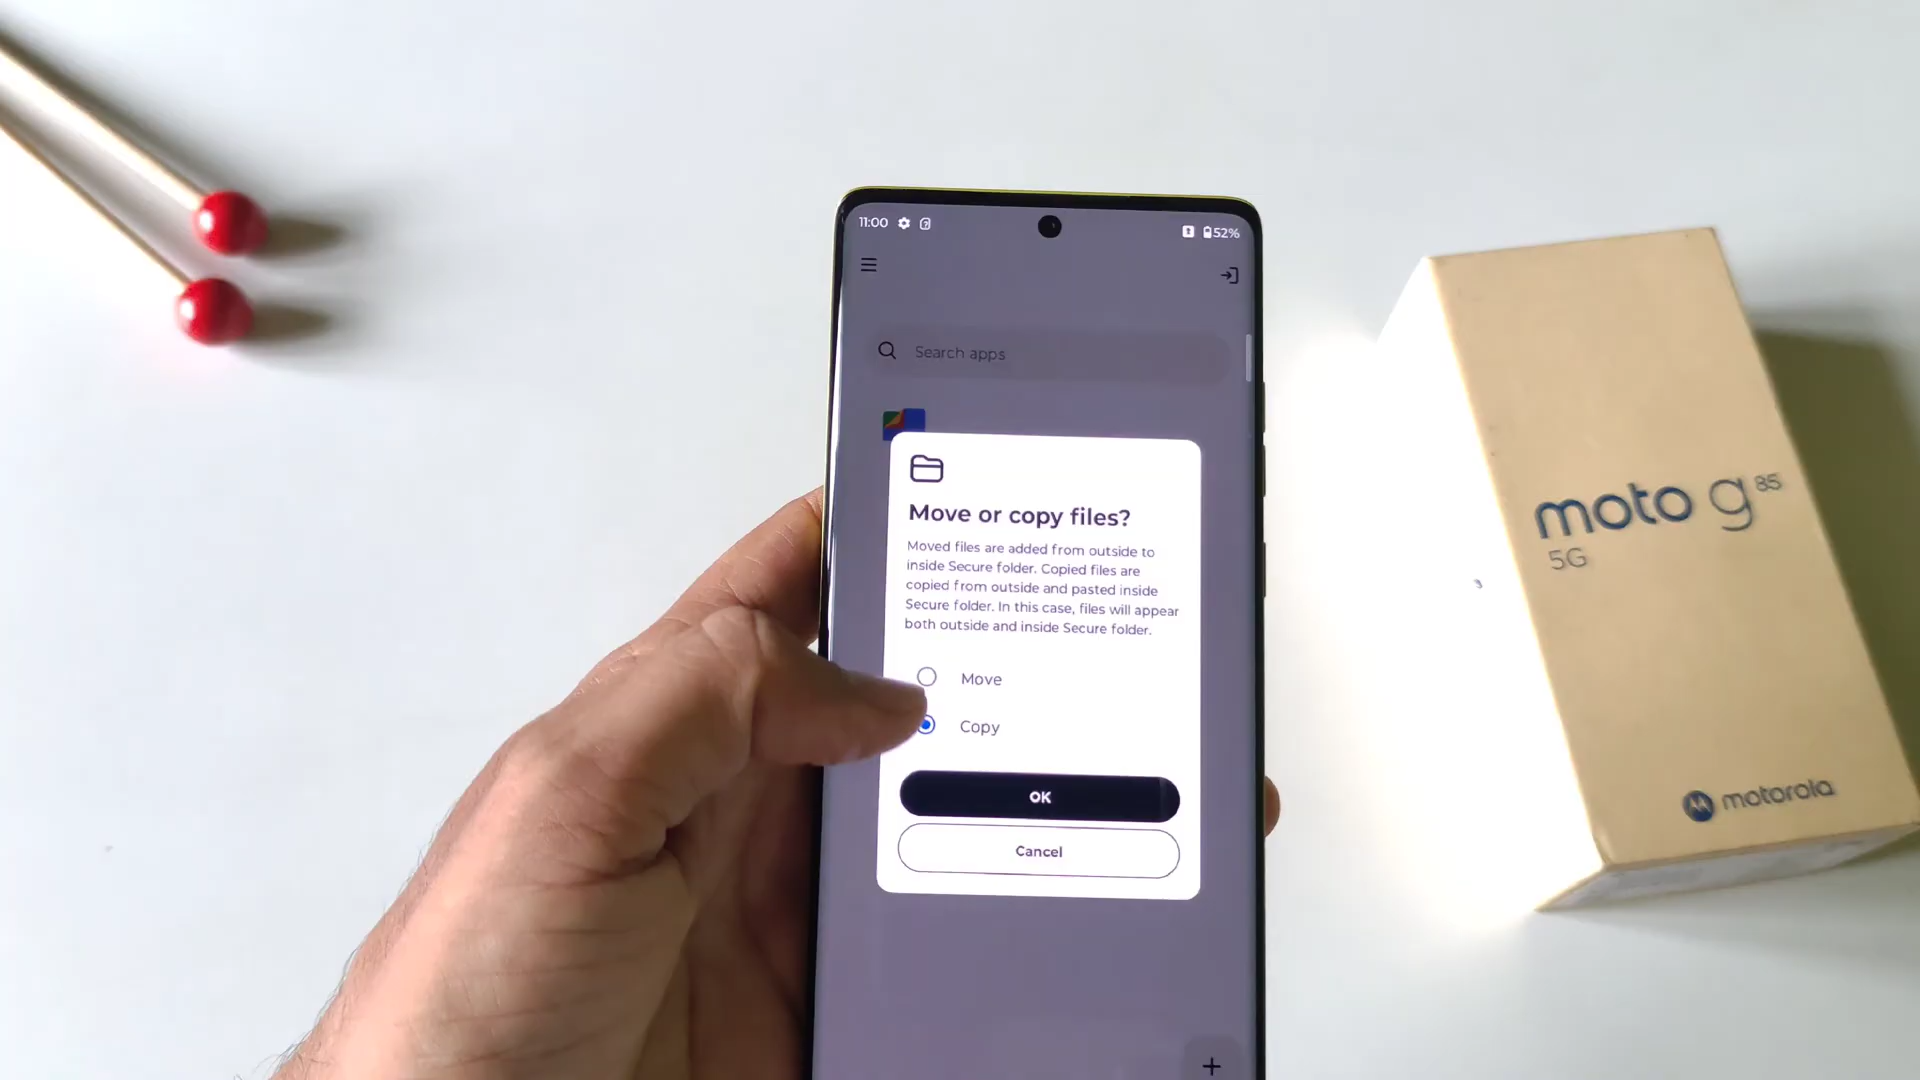 11:00
52%
Search apps
Move or copy files?
Moved files are added from outside to
inside Secure folder. Copied files are
copied from outside and pasted inside
Secure folder. In this case, files will appear
both outside and inside Secure folder.
Move
Copy
OK
Cancel
moto g85
5G
motorola